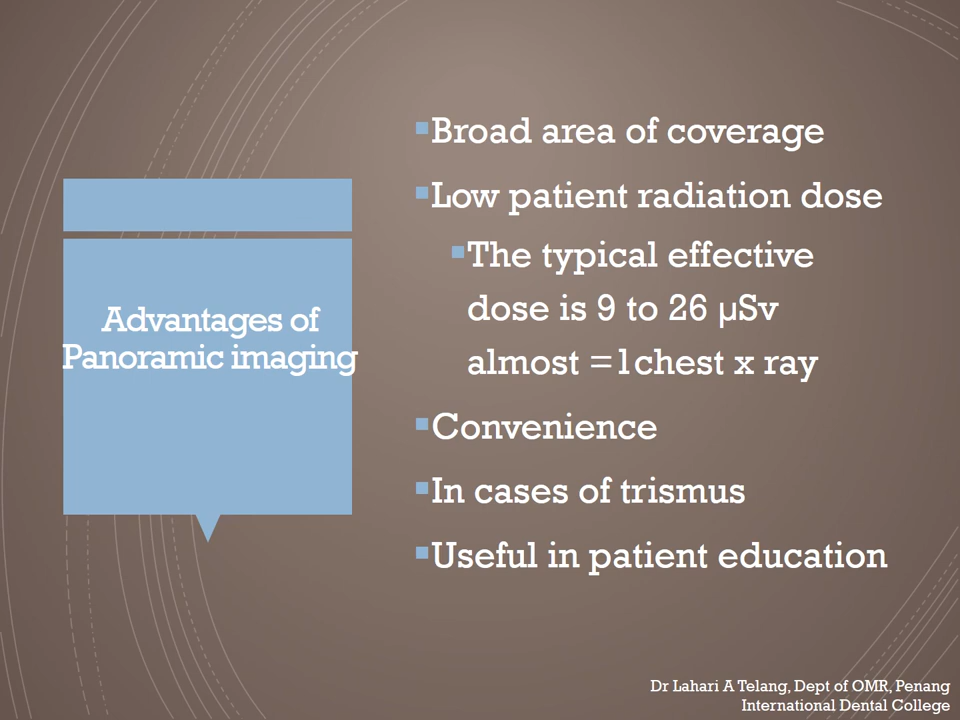 Advantages of
Panoramic imaging
Broad area of coverage
Low patient radiation dose
The typical effective
dose is 9 to 26 µSv
almost =1chest x ray
Convenience
In cases of trismus
Useful in patient education
Dr Lahari A Telang, Dept of OMR, Penang
International Dental College